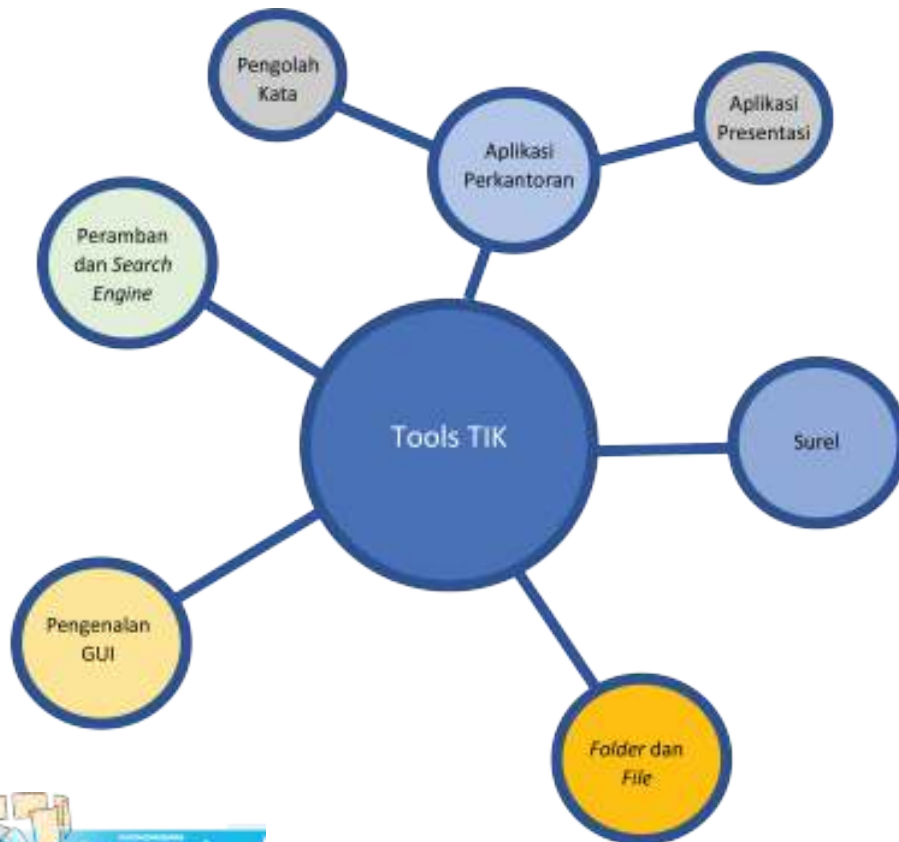 Pengolah
Kata
Aplikasi
Perkantoran
Aplikasi
Presentasi
Peramban
dan Search
Engine
Tools TIK
Surel
Pengenalan
GUI
Folder dan
File